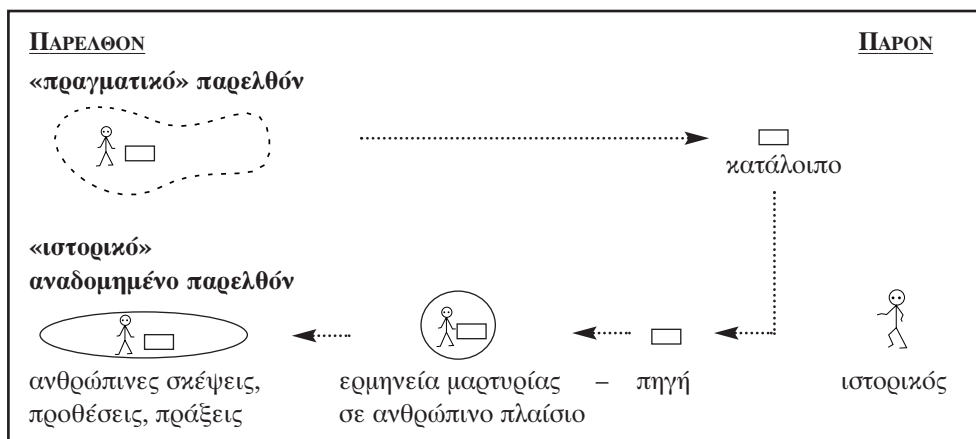 ΠΑΡΕΛΘΟΝ ΠΑΡΟΝ
«πραγματικό» παρελθόν
κατάλοιπο
«ιστορικό»
αναδομημένο παρελθόν
ανθρώπινες σκέψεις, ερμηνεία μαρτυρίας – πηγή ιστορικός
προθέσεις, πράξεις σε ανθρώπινο πλαίσιο